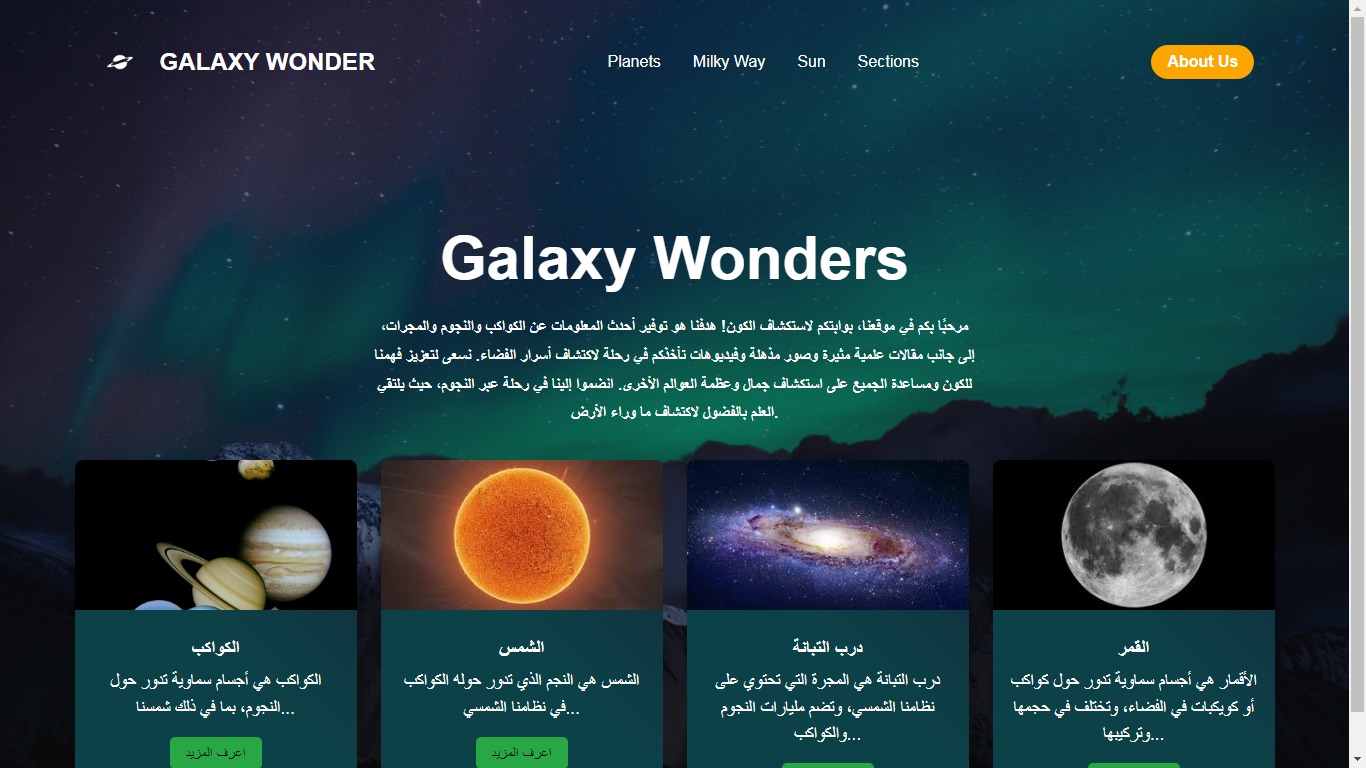 GALAXY WONDER
Planets
Milky Way
Sun
Sections
About Us
Galaxy Wonders
مرحبًا بكم في موقعنا، بوابتكم لاستكشاف الكون! هدفنا هو توفير أحدث المعلومات عن الكواكب والنجوم والمجرات،
إلى جانب مقالات علمية مثيرة وصور مذهلة وفيديوهات تأخذكم في رحلة لاكتشاف أسرار الفضاء. نسعى لتعزيز فهمنا
للكون ومساعدة الجميع على استكشاف جمال وعظمة العوالم الأخرى. انضموا إلينا في رحلة عبر النجوم، حيث يلتقي
العلم بالفضول لاكتشاف ما وراء الأرض.
الكواكب
الكواكب هي أجسام سماوية تدور حول
النجوم، بما في ذلك شمسنا...
اعرف المزيد
الشمس
الشمس هي النجم الذي تدور حوله الكواكب
في نظامنا الشمسي...
اعرف المزيد
درب التبانة
درب التبانة هي المجرة التي تحتوي على
نظامنا الشمسي، وتضم مليارات النجوم
والكواكب...
القمر
الأقمار هي أجسام سماوية تدور حول كواكب
أو كويكبات في الفضاء، وتختلف في حجمها
وتركيبها...